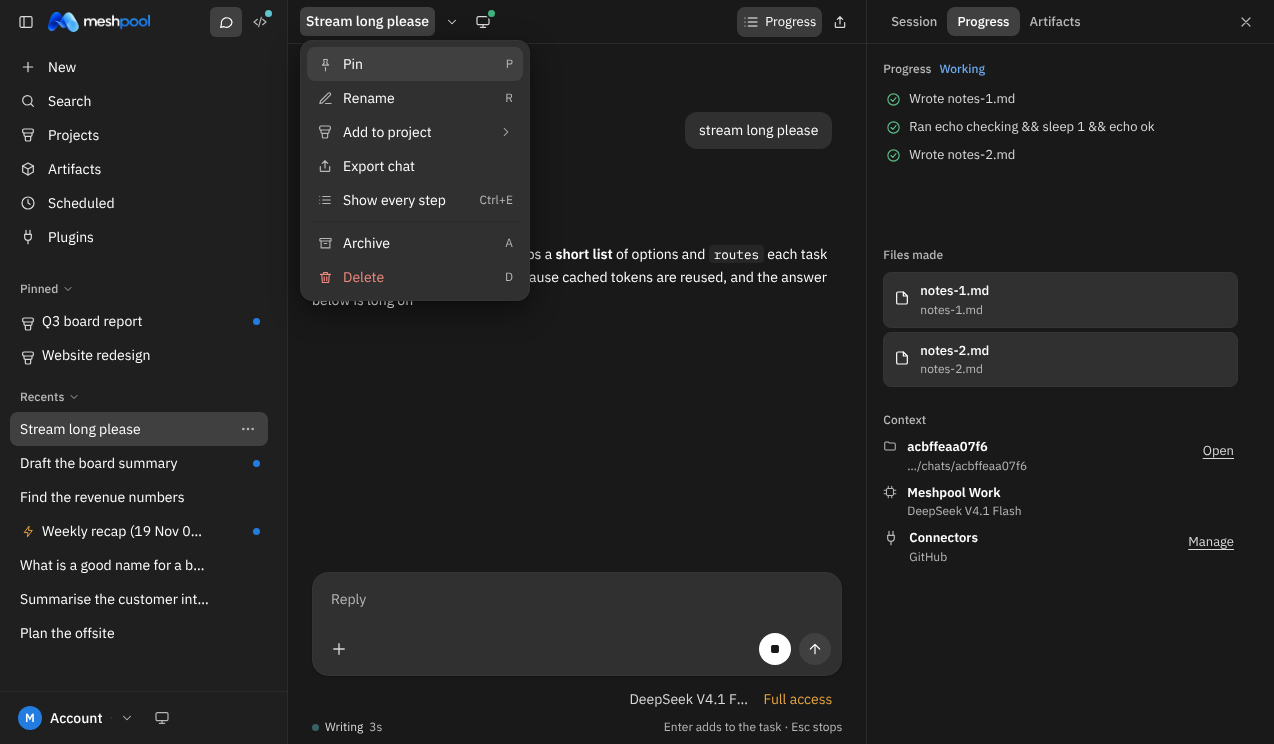 meshpool
New
Search
Projects
Artifacts
Scheduled
Plugins
Pinned
Q3 board report
Website redesign
Recents
Stream long please
Draft the board summary
Find the revenue numbers
Weekly recap (19 Nov 0...
What is a good name for a b...
Summarise the customer int...
Plan the offsite
M Account
Stream long please
Progress
Pin P
Rename R
Add to project
Export chat
Show every step Ctrl+E
Archive A
Delete D
stream long please
a short list of options and routes each task
cached tokens are reused, and the answer
below is long on
Reply
DeepSeek V4.1 F... Full access
Writing 3s
Enter adds to the task · Esc stops
Session Progress Artifacts
Progress Working
Wrote notes-1.md
Ran echo checking && sleep 1 && echo ok
Wrote notes-2.md
Files made
notes-1.md
notes-1.md
notes-2.md
notes-2.md
Context
acbffeaa07f6
.../chats/acbffeaa07f6
Open
Meshpool Work
DeepSeek V4.1 Flash
Connectors
GitHub
Manage